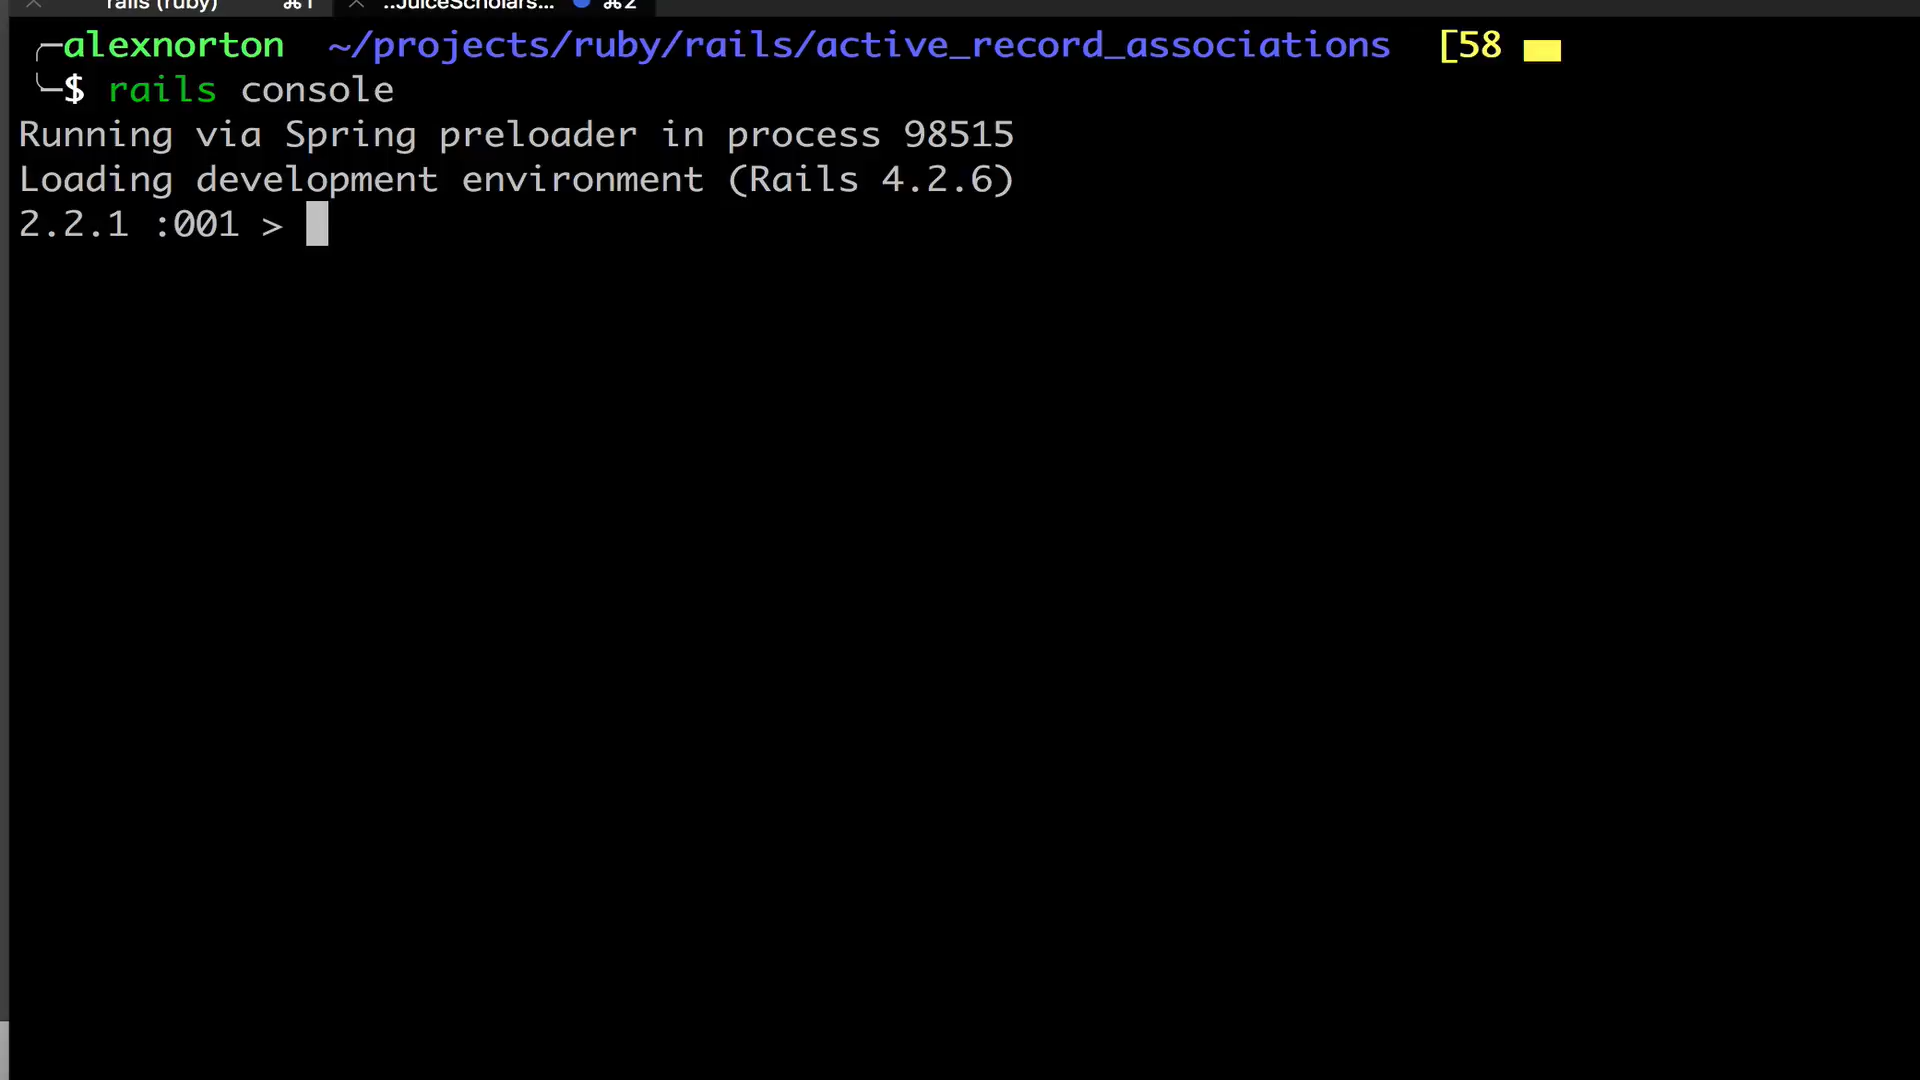 rails (ruby) ⌘1 ..JuiceScholars... ⌘2
alexnorton ~/projects/ruby/rails/active_record_associations [58
$ rails console
Running via Spring preloader in process 98515
Loading development environment (Rails 4.2.6)
2.2.1 :001 >